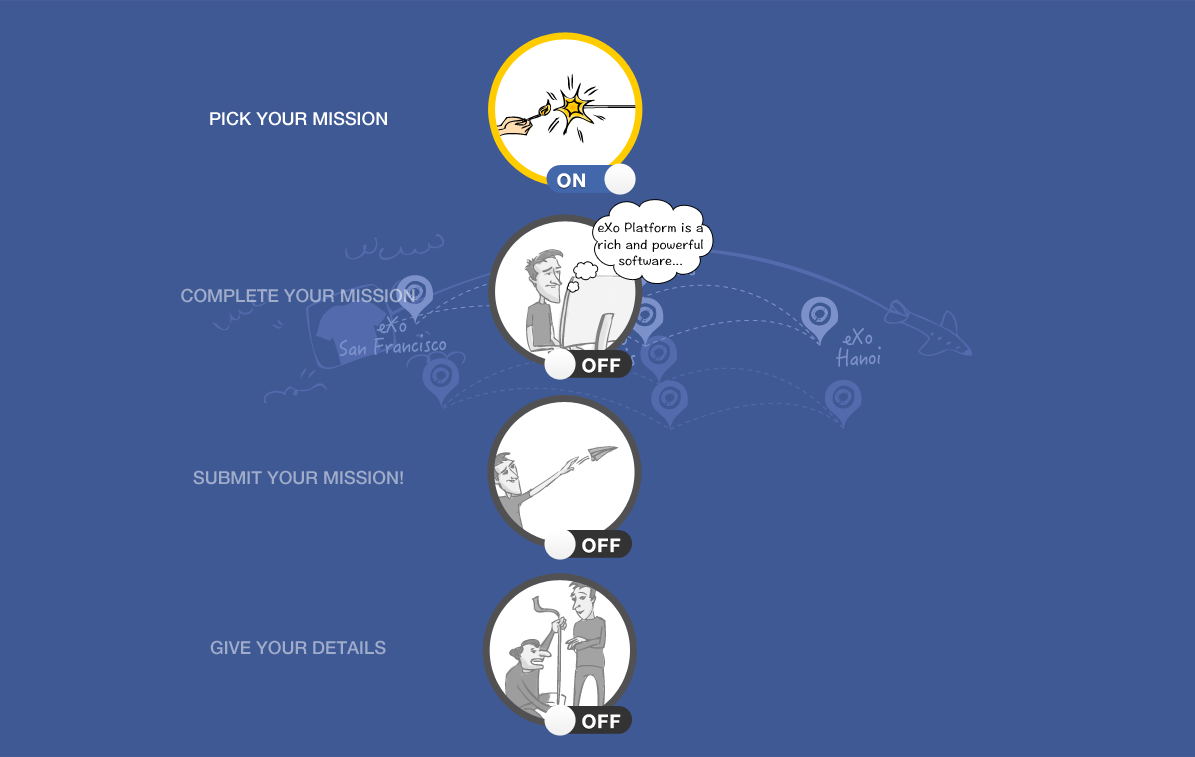 PICK YOUR MISSION
ON
eXo Platform is a
rich and powerful
software...
COMPLETE YOUR MISSION
eXo
San Francisco
eXo
Hanoi
OFF
SUBMIT YOUR MISSION!
OFF
GIVE YOUR DETAILS
OFF